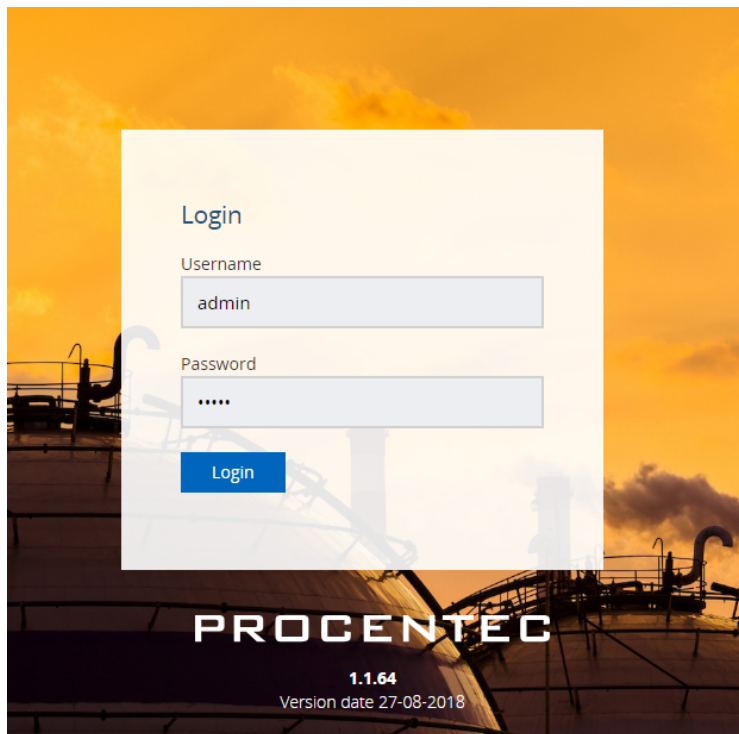 Login
Username
admin
Password
•••••
Login
PROCENTEC
1.1.64
Version date 27-08-2018